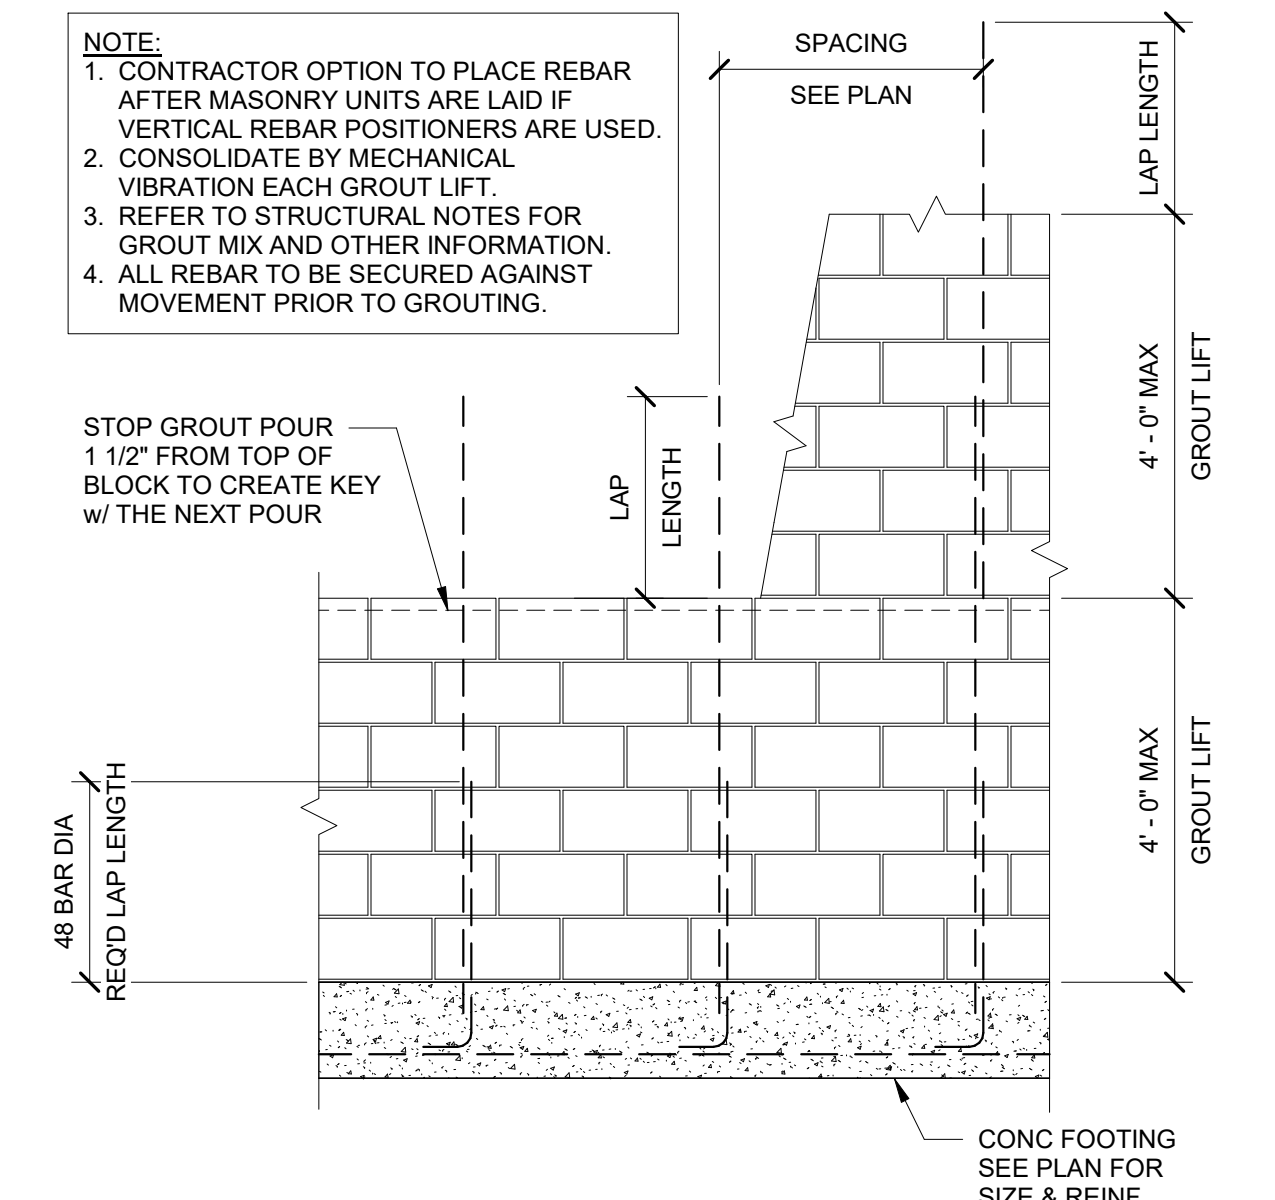 NOTE:
1. CONTRACTOR OPTION TO PLACE REBAR
AFTER MASONRY UNITS ARE LAID IF
VERTICAL REBAR POSITIONERS ARE USED.
2. CONSOLIDATE BY MECHANICAL
VIBRATION EACH GROUT LIFT.
3. REFER TO STRUCTURAL NOTES FOR
GROUT MIX AND OTHER INFORMATION.
4. ALL REBAR TO BE SECURED AGAINST
MOVEMENT PRIOR TO GROUTING.
SPACING
SEE PLAN
LAP LENGTH
STOP GROUT POUR
1 1/2" FROM TOP OF
BLOCK TO CREATE KEY
w/ THE NEXT POUR
LAP
LENGTH
4' - 0" MAX
GROUT LIFT
4' - 0" MAX
GROUT LIFT
48 BAR DIA
REQ'D LAP LENGTH
CONC FOOTING
SEE PLAN FOR
SIZE & REINF